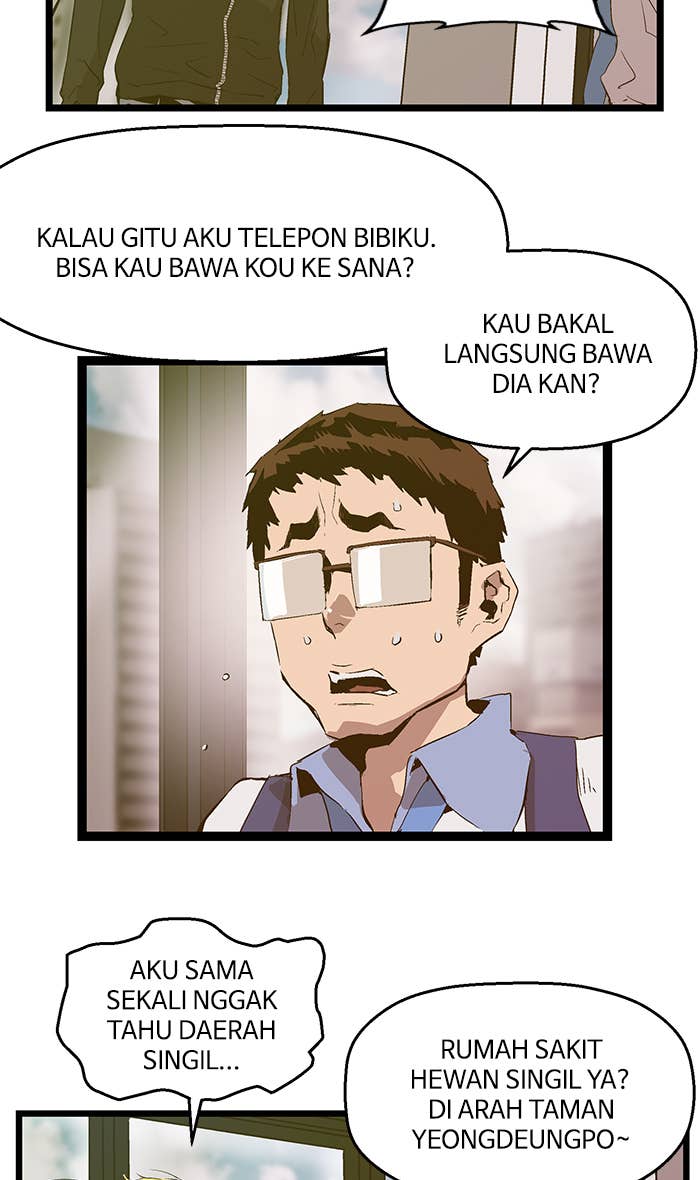 KALAU GITU AKU TELEPON BIBIKU.
BISA KAU BAWA KOU KE SANA?
KAU BAKAL
LANGSUNG BAWA
DIA KAN?
AKU SAMA
SEKALI NGGAK
TAHU DAERAH
SINGIL...
RUMAH SAKIT
HEWAN SINGIL YA?
DI ARAH TAMAN
YEONGDEUNGPO~